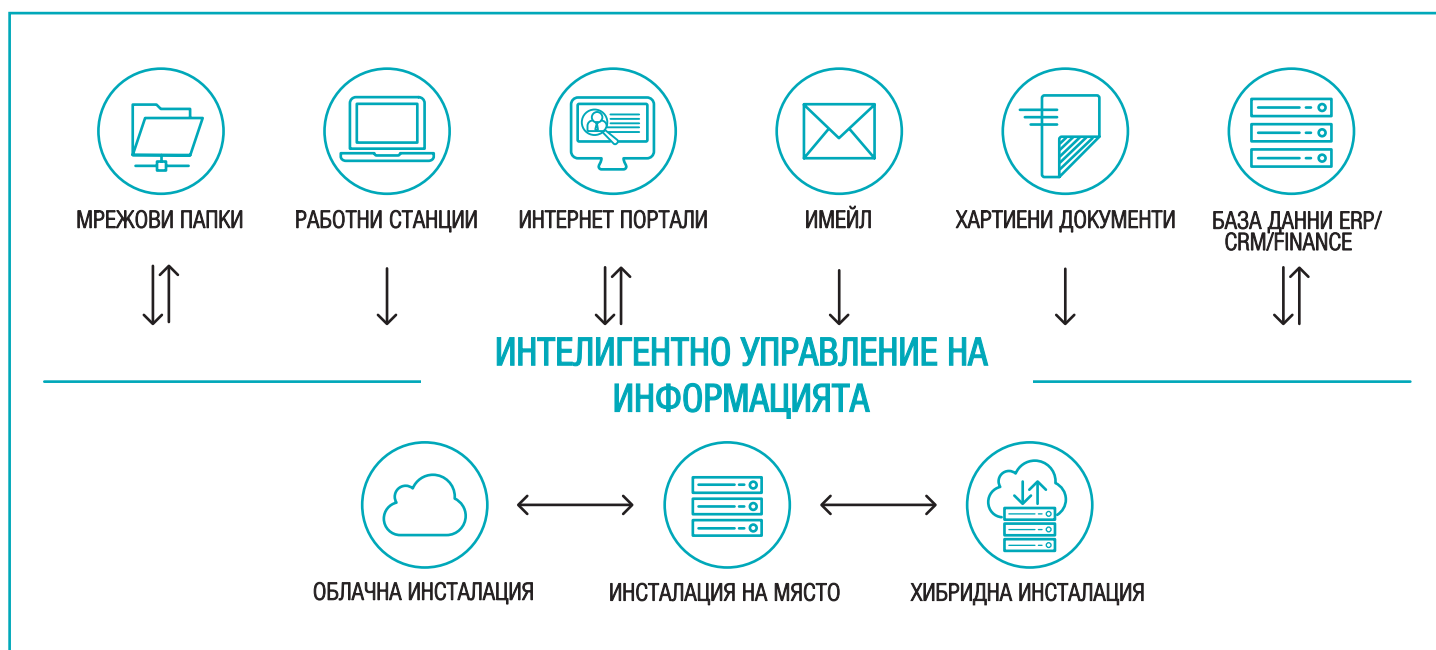 МРЕЖОВИ ПАПКИ
РАБОТНИ СТАНЦИИ
ИНТЕРНЕТ ПОРТАЛИ
ИМЕЙЛ
ХАРТИЕНИ ДОКУМЕНТИ
БАЗА ДАННИ ERP/
CRM/FINANCE
ИНТЕЛИГЕНТНО УПРАВЛЕНИЕ НА
ИНФОРМАЦИЯТА
ОБЛАЧНА ИНСТАЛАЦИЯ
ИНСТАЛАЦИЯ НА МЯСТО
ХИБРИДНА ИНСТАЛАЦИЯ